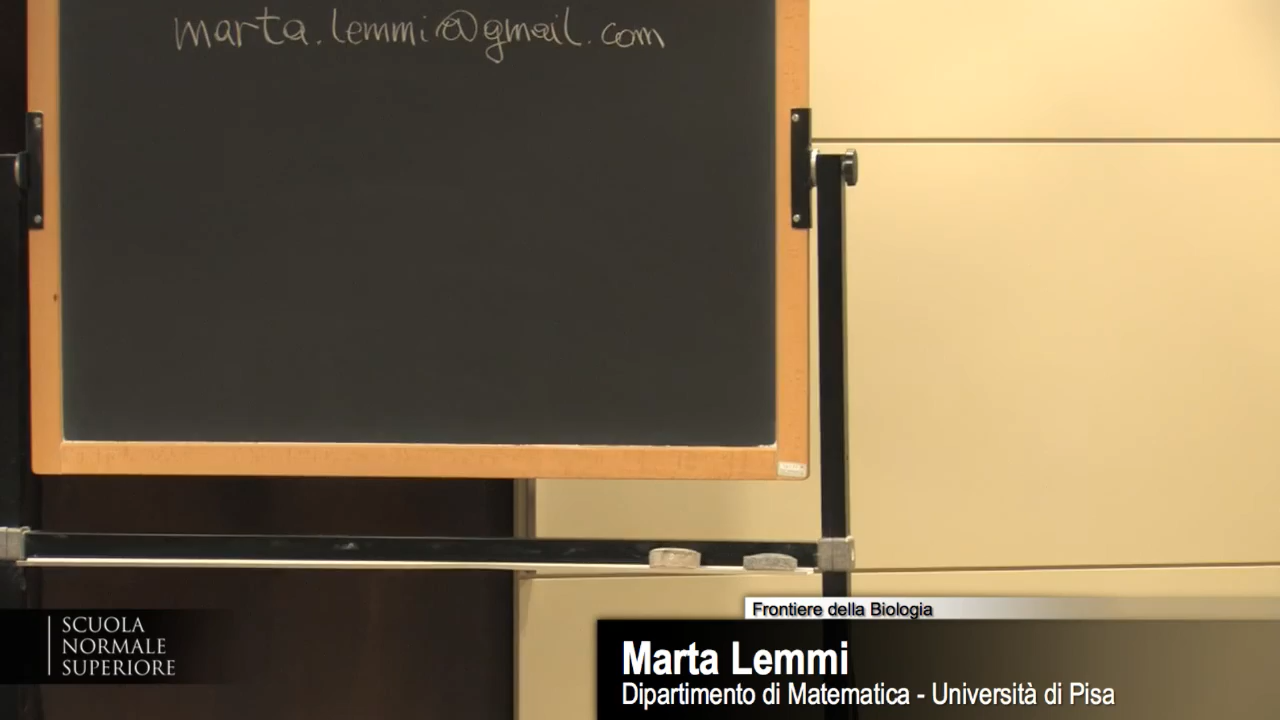 marta.lemmi@gmail.com
Frontiere della Biologia
Marta Lemmi
Dipartimento di Matematica - Università di Pisa
SCUOLA
NORMALE
SUPERIORE